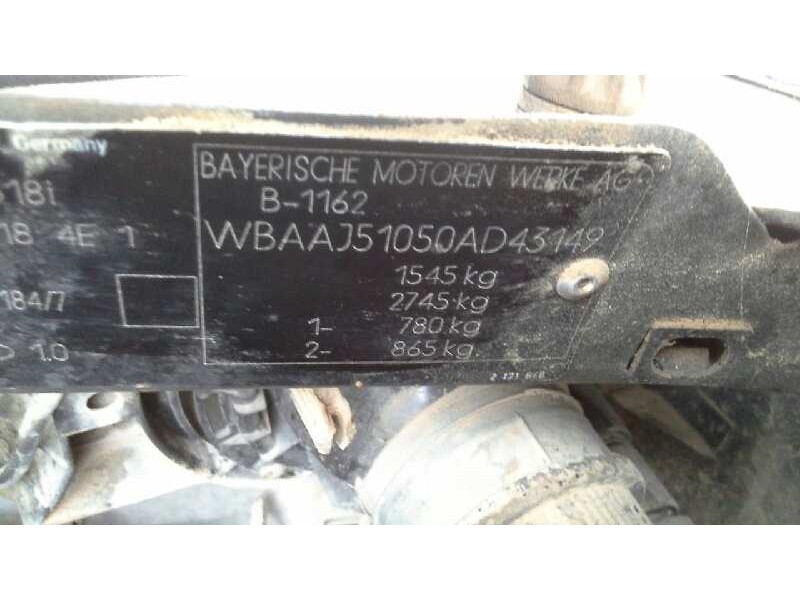 Germany
318i
18 4E 1
184/7
1.0
BAYERISCHE MOTOREN WERKE AG
B-1162
WBAAJ51050AD43149
1545 kg
2745 kg
1- 780 kg
2- 865 kg